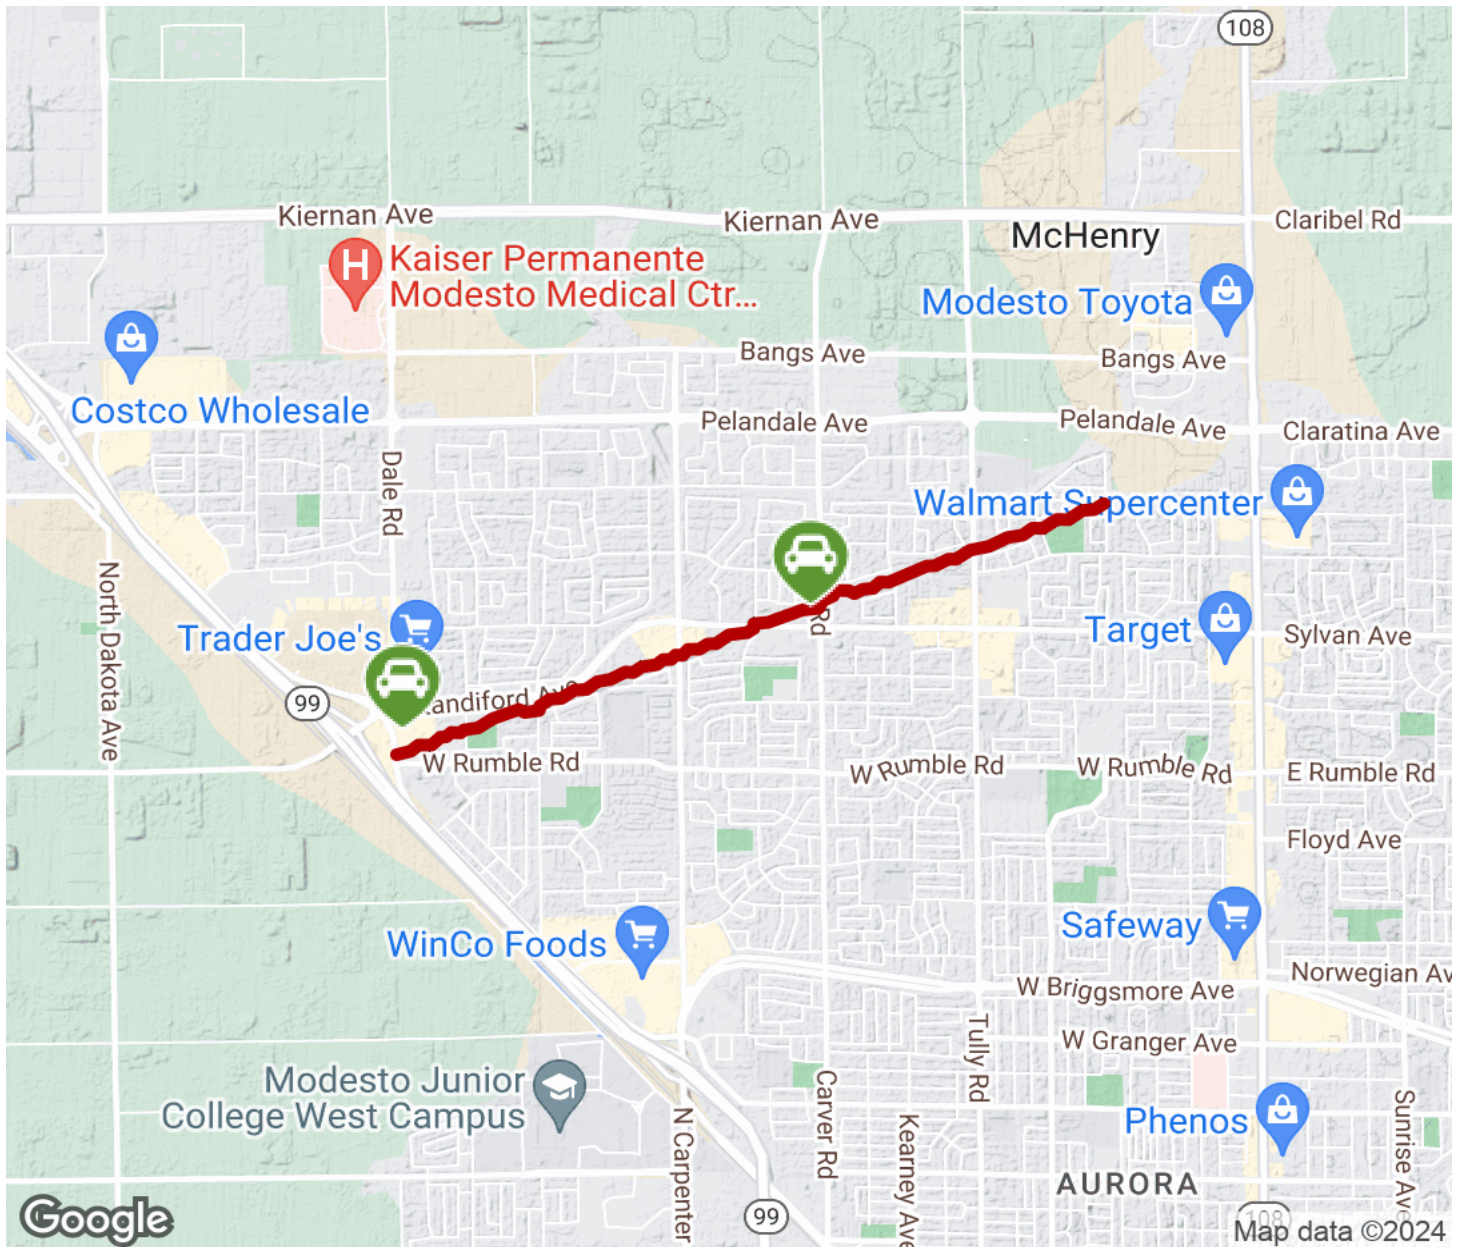 108
Kiernan Ave
Kiernan Ave
Claribel Rd
McHenry
Kaiser Permanente
Modesto Medical Ctr...
Modesto Toyota
Bangs Ave
Bangs Ave
Costco Wholesale
Pelandale Ave
Pelandale Ave
Claratina Ave
Dale Rd
Walmart Supercenter
North Dakota Ave
Rd
Trader Joe's
Target
Sylvan Ave
99
W Rumble Rd
W Rumble Rd
W Rumble Rd
E Rumble Rd
Floyd Ave
WinCo Foods
Safeway
Norwegian Av
W Briggsmore Ave
Tully Rd
W Granger Ave
Modesto Junior
College West Campus
Carver Rd
N Carpenter
Kearney Ave
Phenos
Sunrise Ave
AURORA
99
108
Google
Map data ©2024